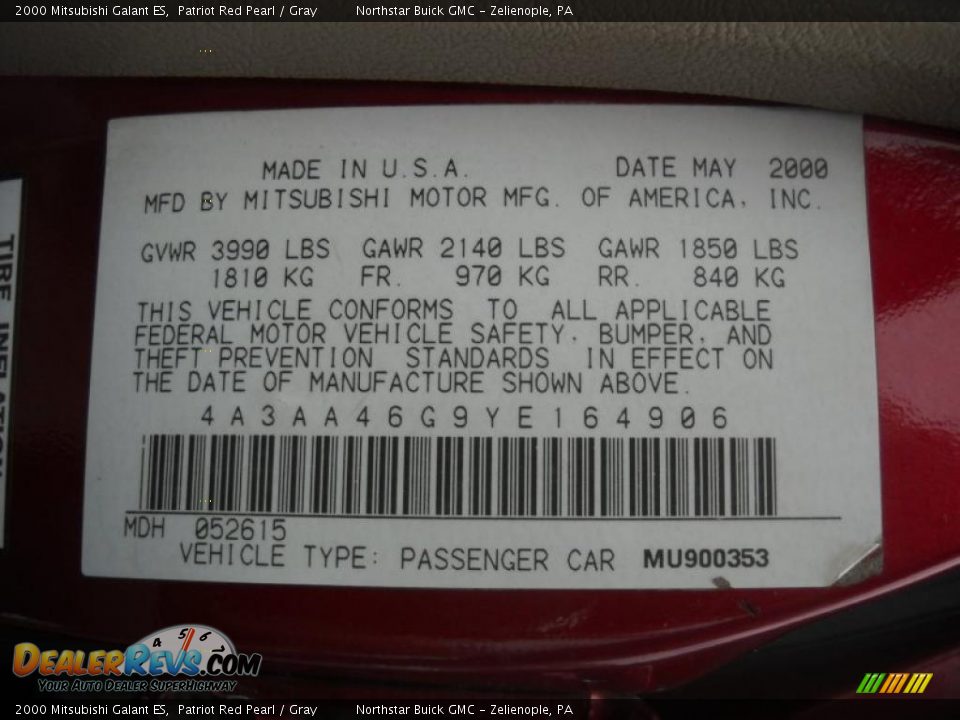 2000 Mitsubishi Galant ES, Patriot Red Pearl / Gray Northstar Buick GMC - Zelienople, PA
MADE IN U.S.A. DATE MAY 2000
MFD BY MITSUBISHI MOTOR MFG. OF AMERICA, INC.
GVWR 3990 LBS GAWR 2140 LBS GAWR 1850 LBS
1810 KG FR. 970 KG RR. 840 KG
THIS VEHICLE CONFORMS TO ALL APPLICABLE
FEDERAL MOTOR VEHICLE SAFETY, BUMPER, AND
THEFT PREVENTION STANDARDS IN EFFECT ON
THE DATE OF MANUFACTURE SHOWN ABOVE.
4A3AA46G9YE164906
MDH 052615
VEHICLE TYPE: PASSENGER CAR MU900353
TIRE INFLATION
4 5 6
DEALERREVS.COM
YOUR AUTO DEALER SUPERHIGHWAY
2000 Mitsubishi Galant ES, Patriot Red Pearl / Gray Northstar Buick GMC - Zelienople, PA